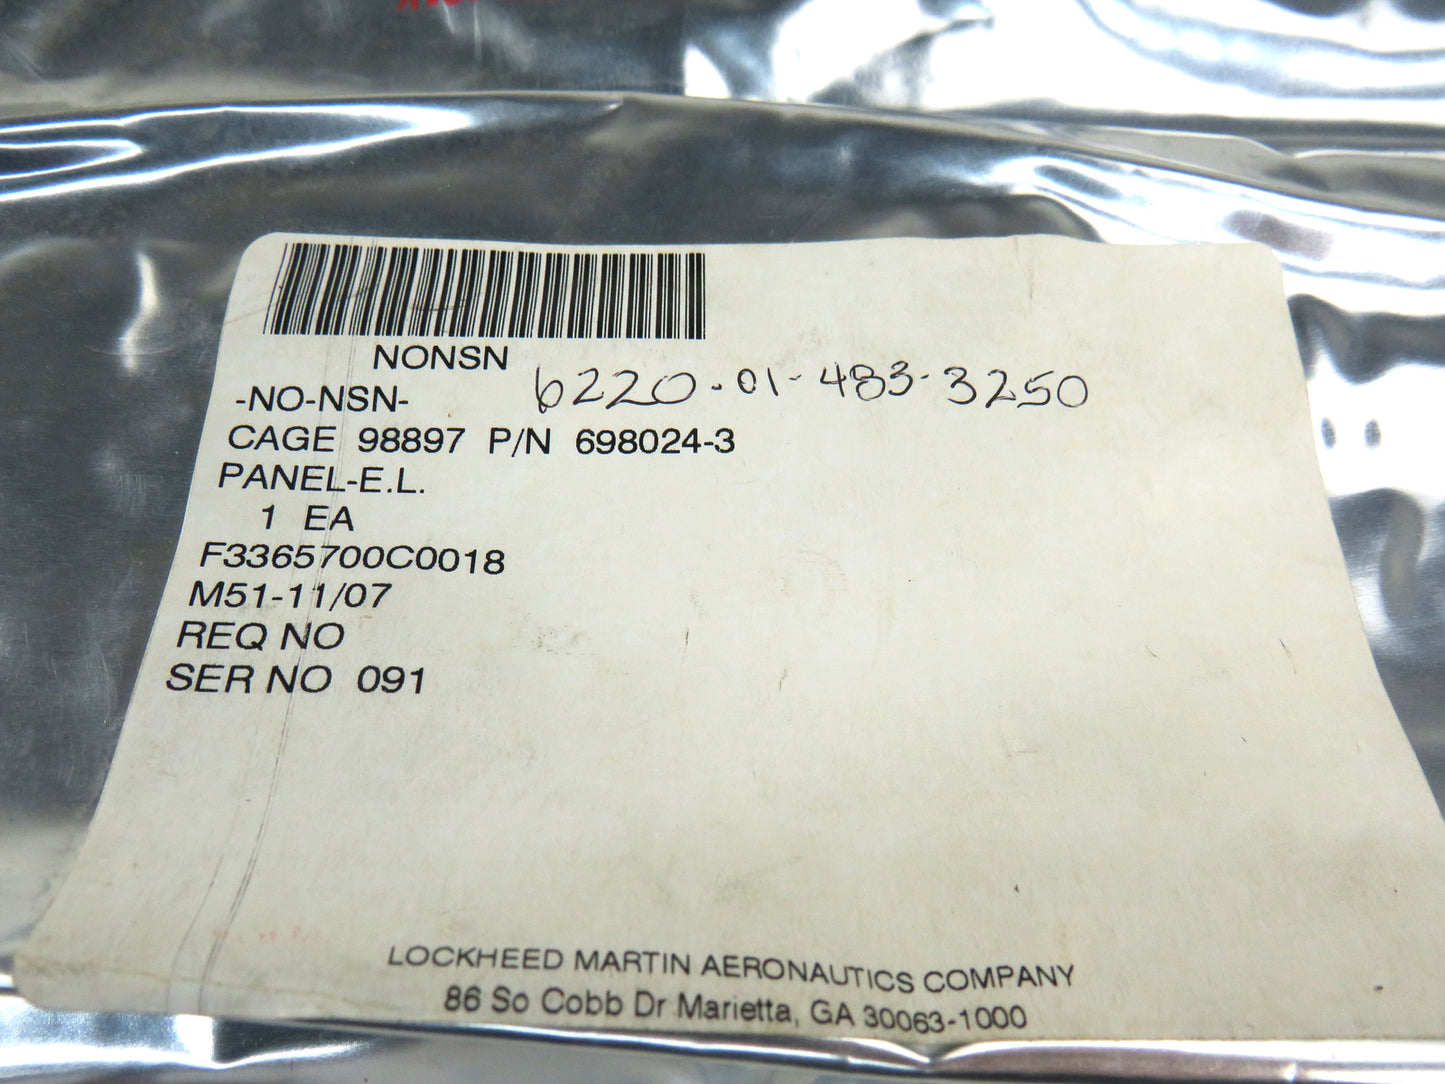 NONSN
-NO-NSN- 6220-01-483-3250
CAGE 98897 P/N 698024-3
PANEL-E.L.
1 EA
F3365700C0018
M51-11/07
REQ NO
SER NO 091
LOCKHEED MARTIN AERONAUTICS COMPANY
86 So Cobb Dr Marietta, GA 30063-1000